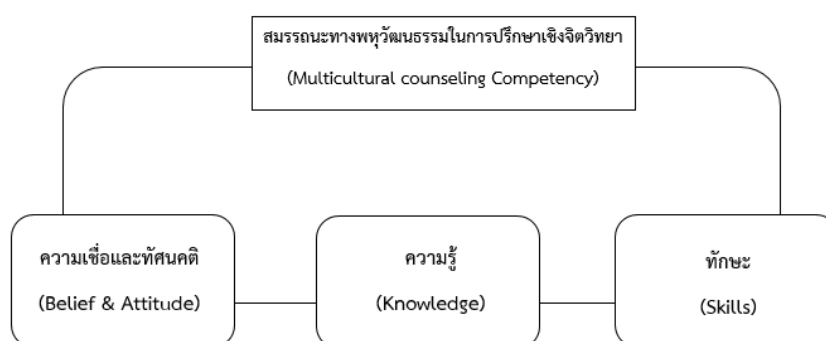 สมรรถนะทางพหุวัฒนธรรมในการปรึกษาเชิงจิตวิทยา
(Multicultural counseling Competency)
ความเชื่อและทัศนคติ
(Belief & Attitude)
ความรู้
(Knowledge)
ทักษะ
(Skills)